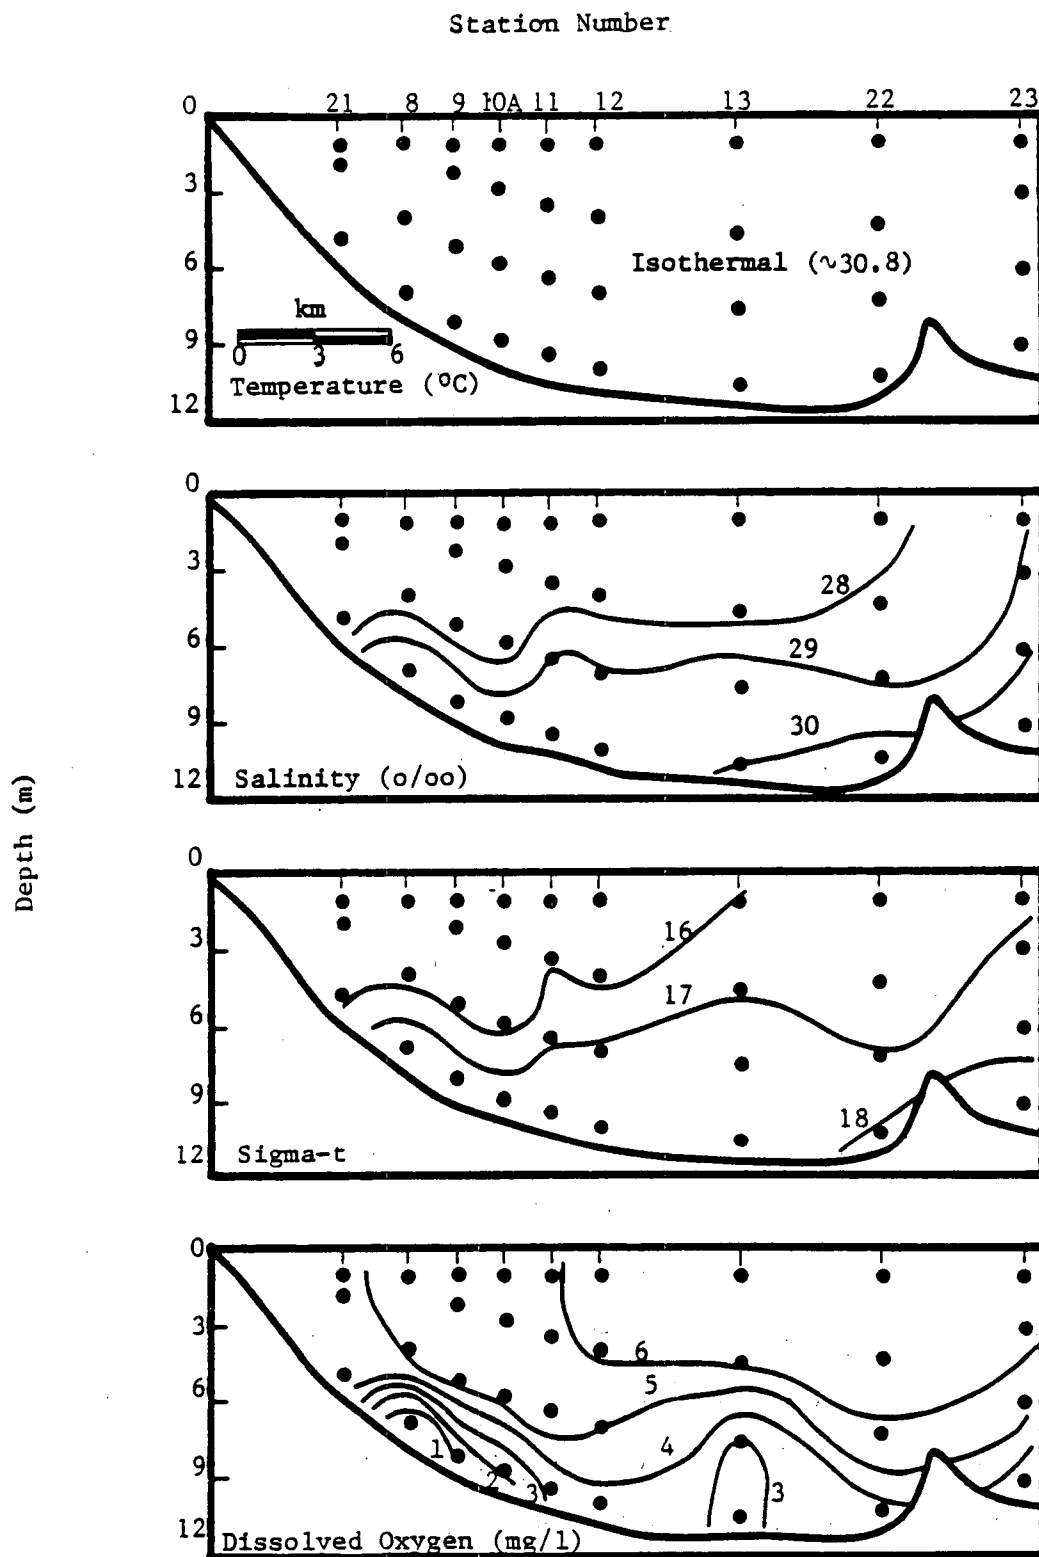 Station Number
0 21 8 9 10A 11 12 13 22 23
3
6 Isothermal (~30.8)
km
9 0 3 6
Temperature (ºC)
12
0
3
28
6 29
9 30
12 Salinity (o/oo)
Depth (m)
0
3 16
17
6
9
18
12 Sigma-t
0
3
6
5
6
4
1
9 2 3 3
12 Dissolved Oxygen (mg/l)